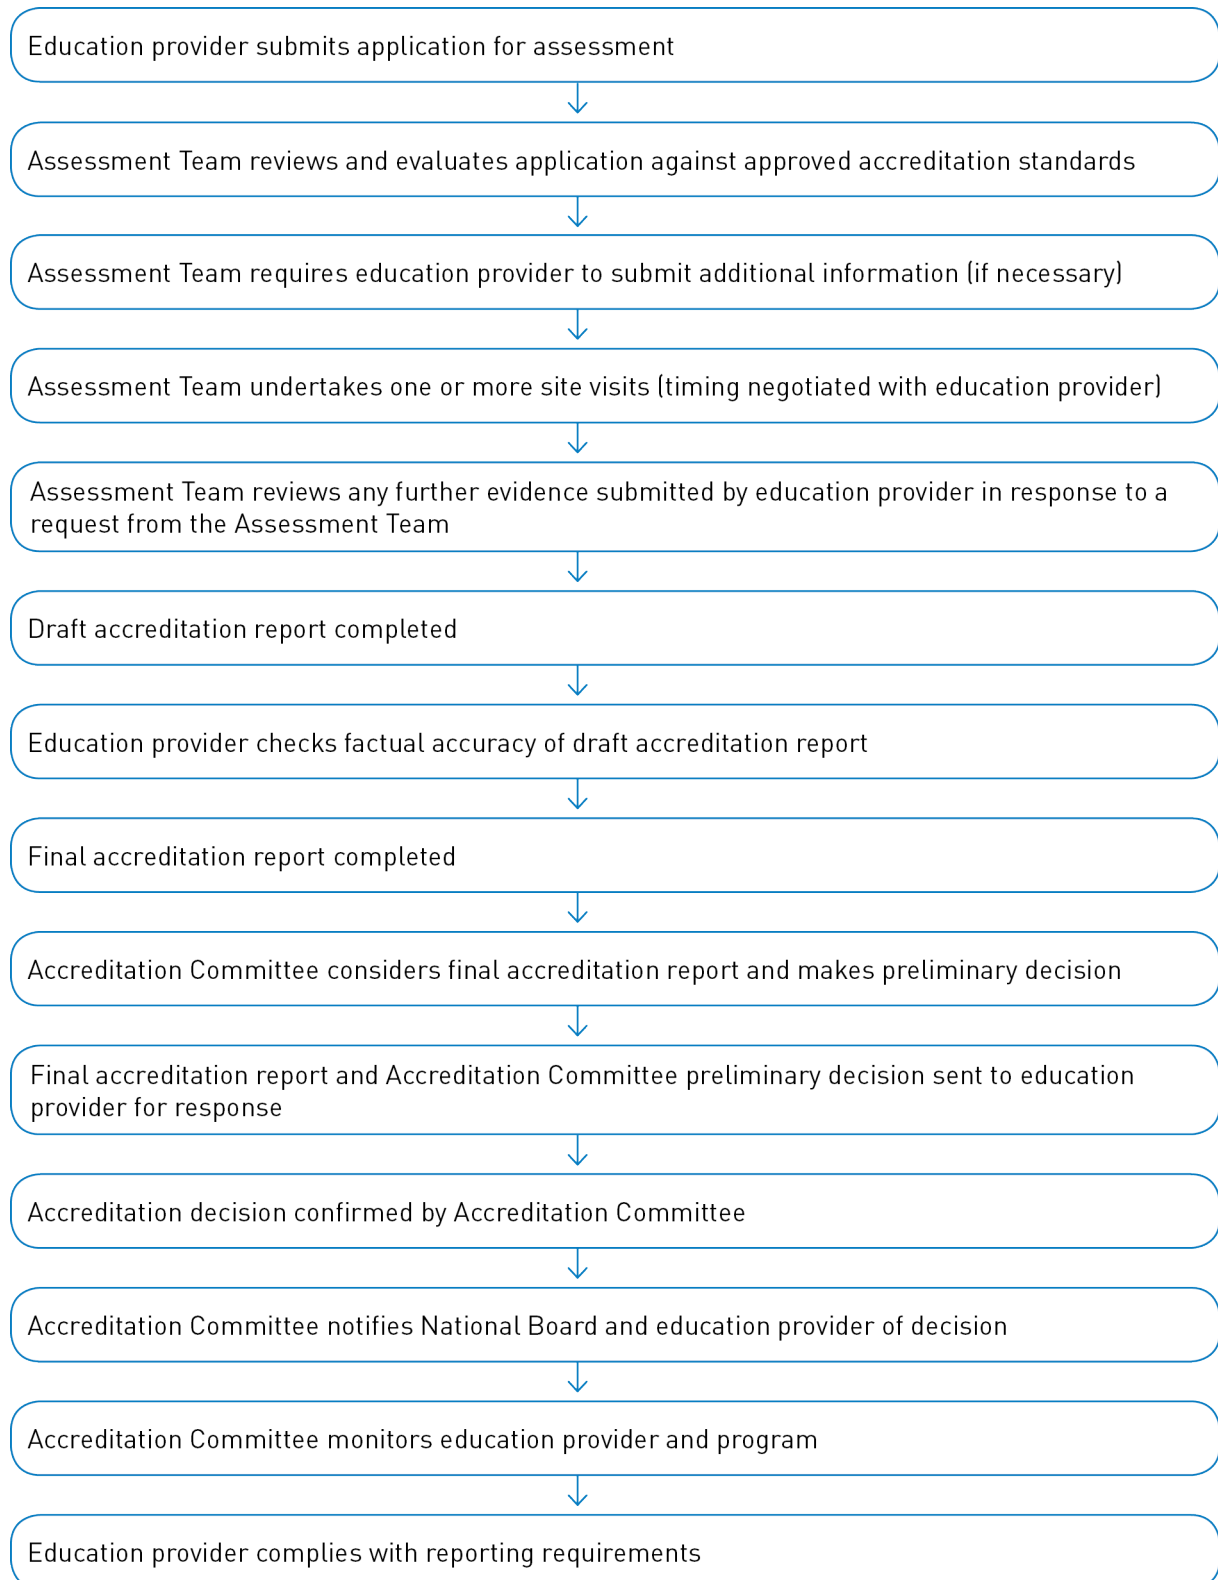 Education provider submits application for assessment
Assessment Team reviews and evaluates application against approved accreditation standards
Assessment Team requires education provider to submit additional information (if necessary)
Assessment Team undertakes one or more site visits (timing negotiated with education provider)
Assessment Team reviews any further evidence submitted by education provider in response to a
request from the Assessment Team
Draft accreditation report completed
Education provider checks factual accuracy of draft accreditation report
Final accreditation report completed
Accreditation Committee considers final accreditation report and makes preliminary decision
Final accreditation report and Accreditation Committee preliminary decision sent to education
provider for response
Accreditation decision confirmed by Accreditation Committee
Accreditation Committee notifies National Board and education provider of decision
Accreditation Committee monitors education provider and program
Education provider complies with reporting requirements